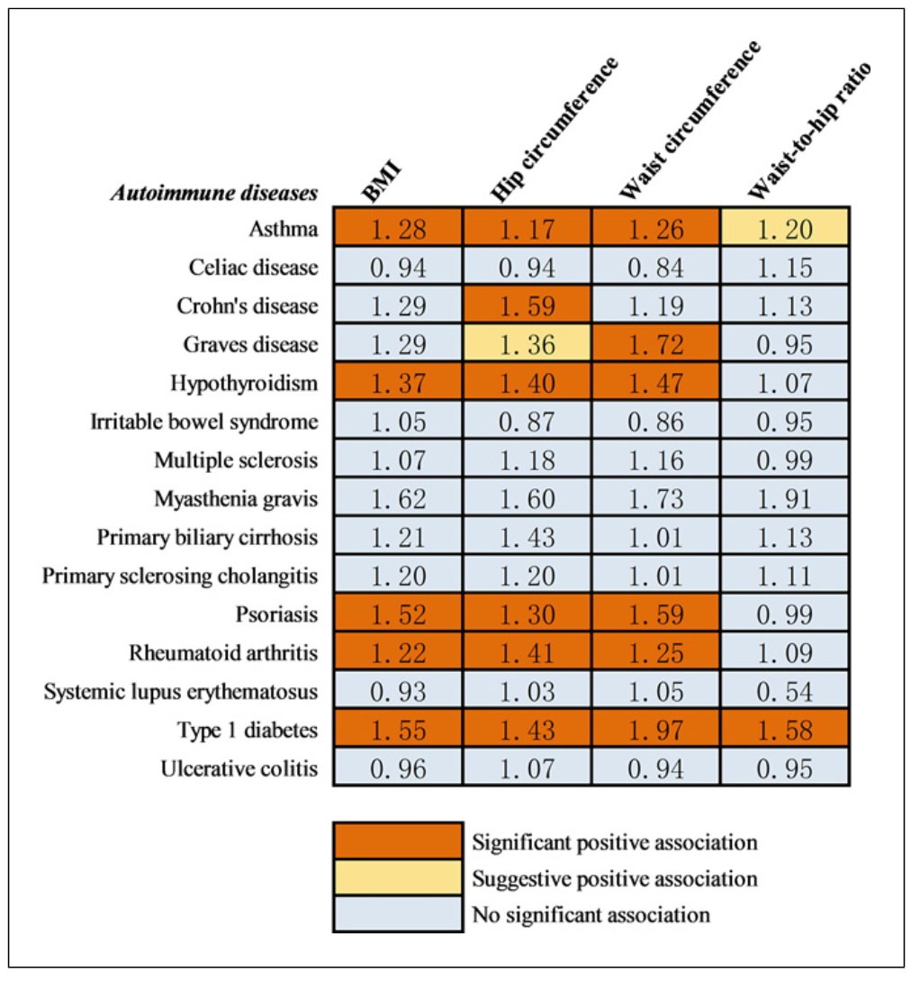 BMI
Hip circumference
Waist circumference
Waist-to-hip ratio
Autoimmune diseases
Asthma 1.28 1.17 1.26 1.20
Celiac disease 0.94 0.94 0.84 1.15
Crohn's disease 1.29 1.59 1.19 1.13
Graves disease 1.29 1.36 1.72 0.95
Hypothyroidism 1.37 1.40 1.47 1.07
Irritable bowel syndrome 1.05 0.87 0.86 0.95
Multiple sclerosis 1.07 1.18 1.16 0.99
Myasthenia gravis 1.62 1.60 1.73 1.91
Primary biliary cirrhosis 1.21 1.43 1.01 1.13
Primary sclerosing cholangitis 1.20 1.20 1.01 1.11
Psoriasis 1.52 1.30 1.59 0.99
Rheumatoid arthritis 1.22 1.41 1.25 1.09
Systemic lupus erythematosus 0.93 1.03 1.05 0.54
Type 1 diabetes 1.55 1.43 1.97 1.58
Ulcerative colitis 0.96 1.07 0.94 0.95
Significant positive association
Suggestive positive association
No significant association